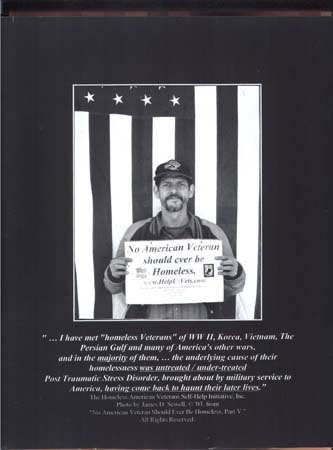 No American Veteran
should ever be
Homeless.
www.HelpUsVets.com
" ... I have met "homeless Veterans" of WW II, Korea, Vietnam, The
Persian Gulf and many of America's other wars,
and in the majority of them, ... the underlying cause of their
homelessness was untreated / under-treated
Post Traumatic Stress Disorder, brought about by military service to
America, having come back to haunt their later lives."
The Homeless American Veterans Self-Help Initiative, Inc.
Photo by James D. Sewell, © '03, from
"No American Veteran Should Ever Be Homeless, Part V."
All Rights Reserved.